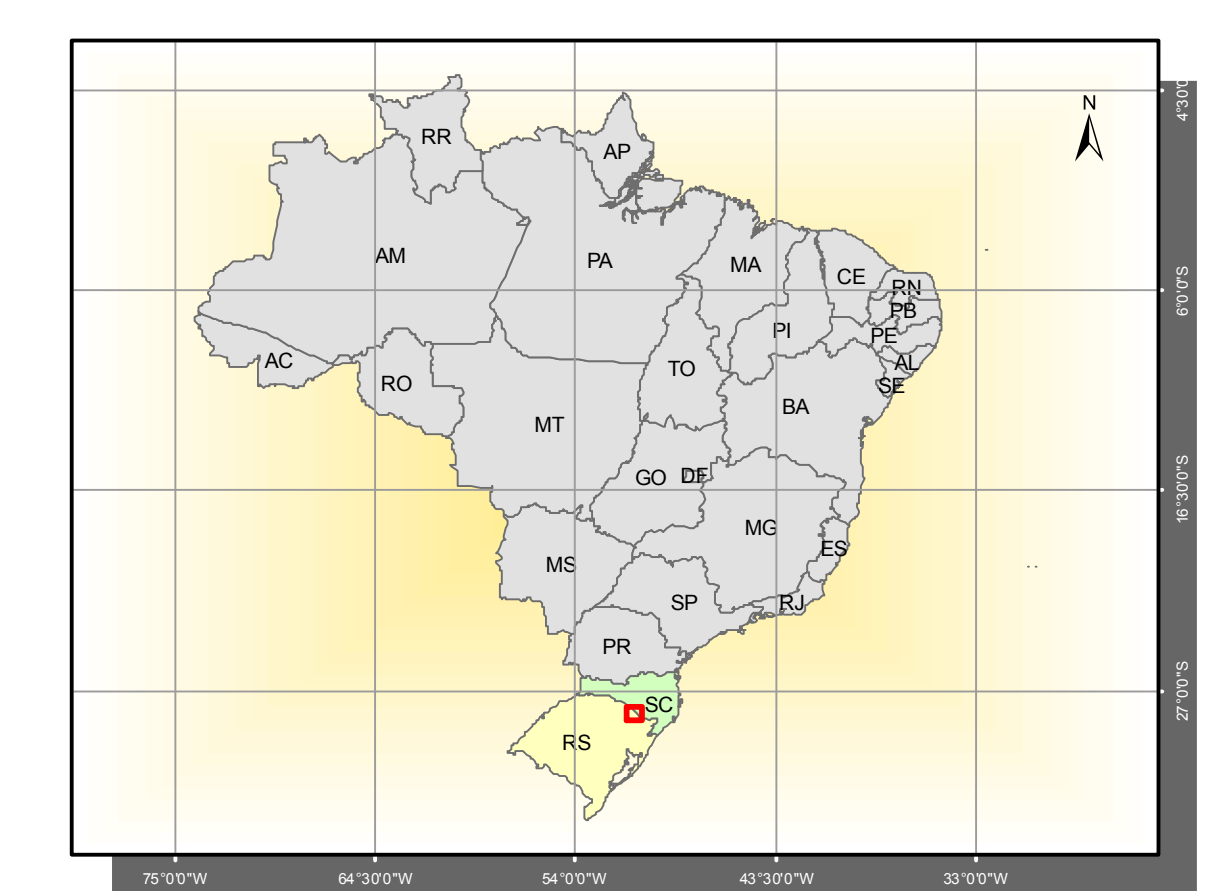 N
4°30'0
RR
AP
AM
PA
MA
CE
RN
6°0'0"S
PB
PI
PE
AC
AL
TO
RO
SE
BA
MT
GO
DF
16°30'0"S
MG
ES
MS
SP
RJ
PR
SC
27°0'0"S
RS
75°0'0"W 64°30'0"W 54°0'0"W 43°30'0"W 33°0'0"W